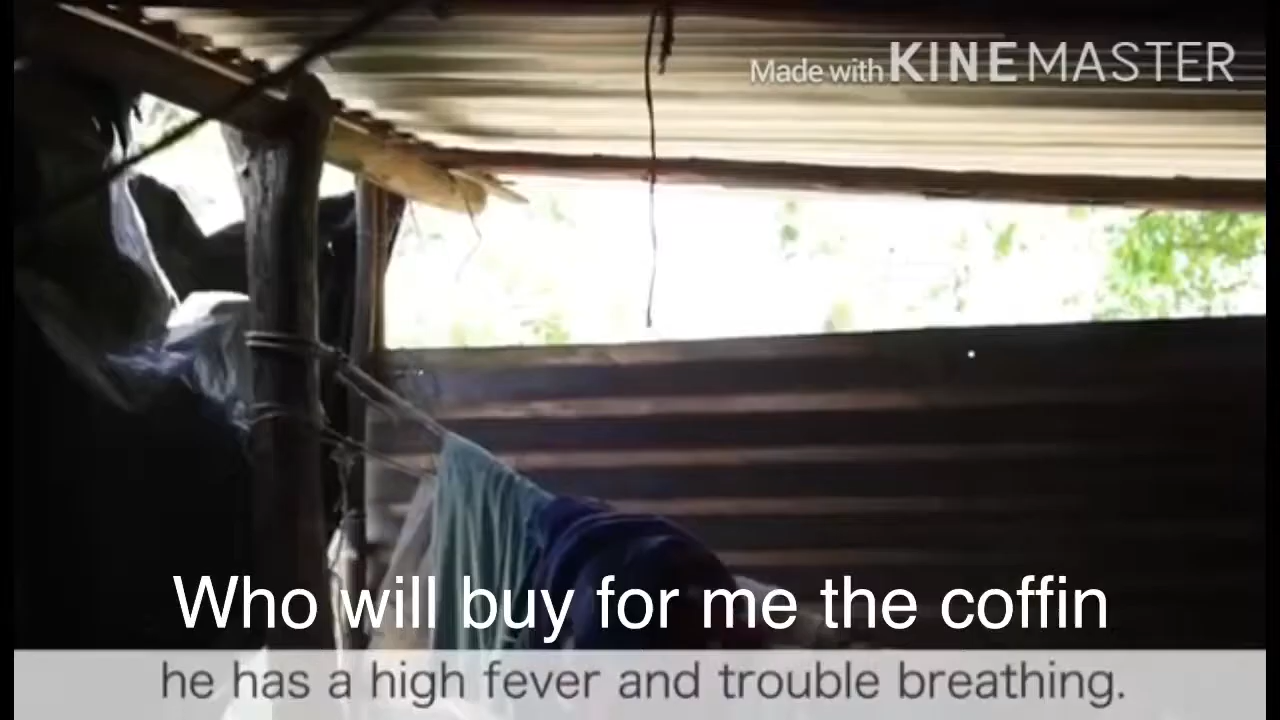 Made with KINEMASTER
Who will buy for me the coffin
he has a high fever and trouble breathing.